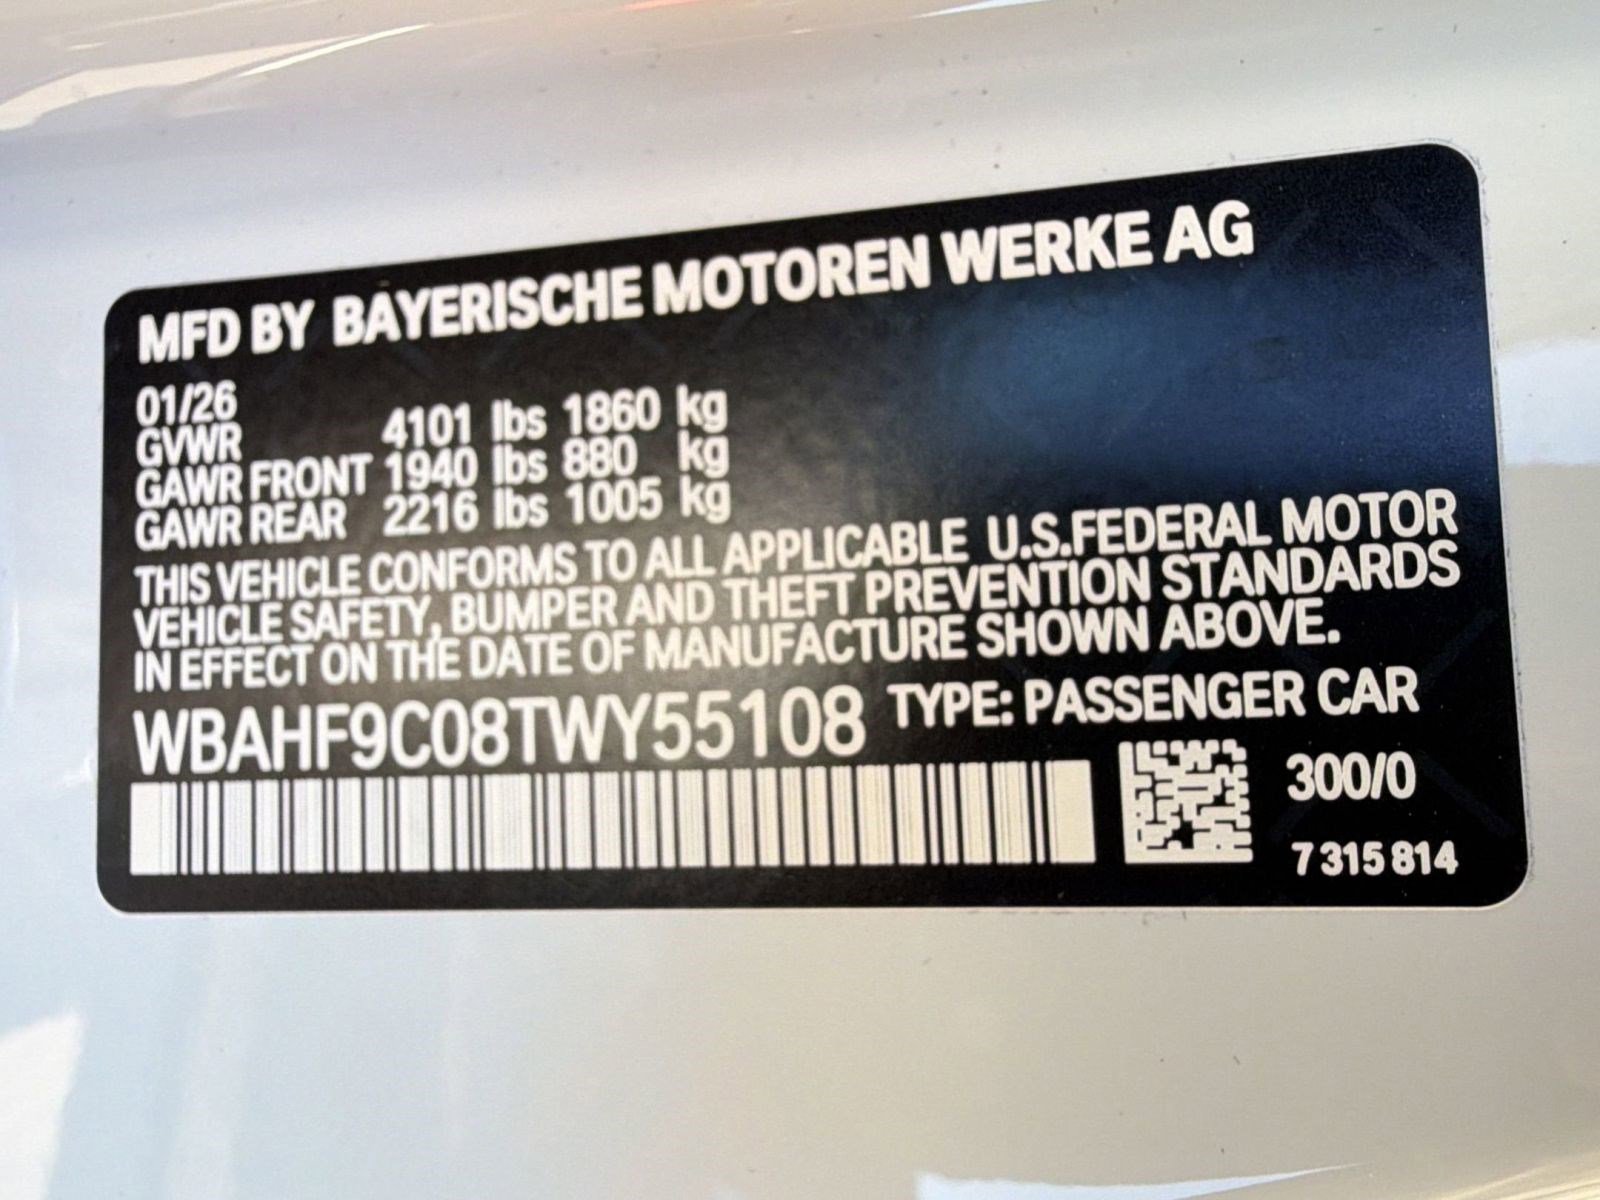 MFD BY BAYERISCHE MOTOREN WERKE AG
01/26
GVWR 4101 lbs 1860 kg
GAWR FRONT 1940 lbs 880 kg
GAWR REAR 2216 lbs 1005 kg
THIS VEHICLE CONFORMS TO ALL APPLICABLE U.S.FEDERAL MOTOR
VEHICLE SAFETY, BUMPER AND THEFT PREVENTION STANDARDS
IN EFFECT ON THE DATE OF MANUFACTURE SHOWN ABOVE.
WBAHF9C08TWY55108 TYPE: PASSENGER CAR
300/0
7 315 814